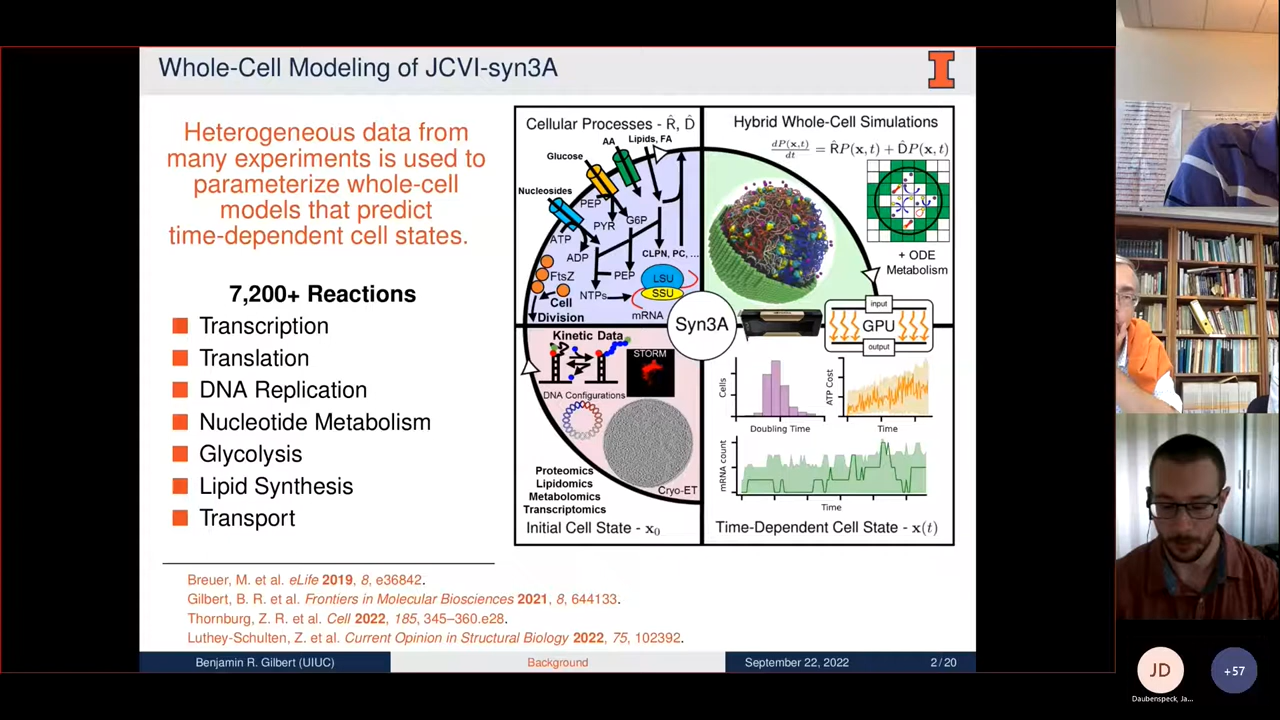 Whole-Cell Modeling of JCVI-syn3A
Heterogeneous data from
many experiments is used to
parameterize whole-cell
models that predict
time-dependent cell states.
7,200+ Reactions
Transcription
Translation
DNA Replication
Nucleotide Metabolism
Glycolysis
Lipid Synthesis
Transport
Cellular Processes - R̂, D̂
Glucose
AA
Lipids, FA
Nucleosides
PEP
PYR
G6P
ATP
ADP
CLPN, PC, ...
FtsZ
PEP
NTPs
LSU
SSU
mRNA
Cell
Division
Hybrid Whole-Cell Simulations
dP(x,t)/dt = R̂P(x,t) + D̂P(x,t)
+ ODE
Metabolism
Syn3A
input
GPU
output
Kinetic Data
STORM
DNA Configurations
Cryo-ET
Proteomics
Lipidomics
Metabolomics
Transcriptomics
Initial Cell State - x₀
Cells
Doubling Time
ATP Cost
Time
mRNA count
Time
Time-Dependent Cell State - x(t)
Breuer, M. et al. eLife 2019, 8, e36842.
Gilbert, B. R. et al. Frontiers in Molecular Biosciences 2021, 8, 644133.
Thornburg, Z. R. et al. Cell 2022, 185, 345–360.e28.
Luthey-Schulten, Z. et al. Current Opinion in Structural Biology 2022, 75, 102392.
Benjamin R. Gilbert (UIUC)
Background
September 22, 2022
2 / 20
JD
+57
Daubenspeck, Ja...